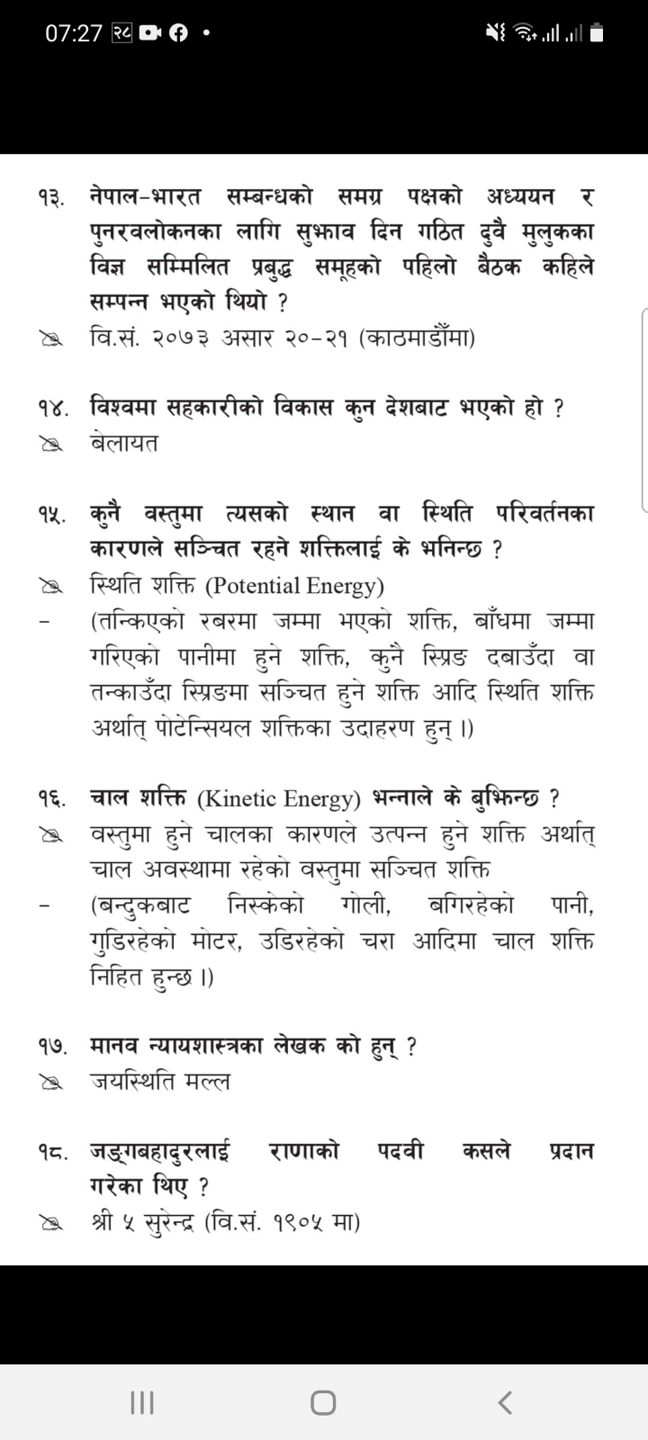 07:27 २८
१३. नेपाल-भारत सम्बन्धको समग्र पक्षको अध्ययन र
पुनरवलोकनका लागि सुझाव दिन गठित दुवै मुलुकका
विज्ञ सम्मिलित प्रबुद्ध समूहको पहिलो बैठक कहिले
सम्पन्न भएको थियो ?
वि.सं. २०७३ असार २०-२१ (काठमाडौँमा)
१४. विश्वमा सहकारीको विकास कुन देशबाट भएको हो ?
बेलायत
१५. कुनै वस्तुमा त्यसको स्थान वा स्थिति परिवर्तनका
कारणले सञ्चित रहने शक्तिलाई के भनिन्छ ?
स्थिति शक्ति (Potential Energy)
- (तन्किएको रबरमा जम्मा भएको शक्ति, बाँधमा जम्मा
गरिएको पानीमा हुने शक्ति, कुनै स्प्रिङ दबाउँदा वा
तन्काउँदा स्प्रिङमा सञ्चित हुने शक्ति आदि स्थिति शक्ति
अर्थात् पोटेन्सियल शक्तिका उदाहरण हुन् ।)
१६. चाल शक्ति (Kinetic Energy) भन्नाले के बुझिन्छ ?
वस्तुमा हुने चालका कारणले उत्पन्न हुने शक्ति अर्थात्
चाल अवस्थामा रहेको वस्तुमा सञ्चित शक्ति
- (बन्दुकबाट निस्केको गोली, बगिरहेको पानी,
गुडिरहेको मोटर, उडिरहेको चरा आदिमा चाल शक्ति
निहित हुन्छ ।)
१७. मानव न्यायशास्त्रका लेखक को हुन् ?
जयस्थिति मल्ल
१८. जङ्गबहादुरलाई राणाको पदवी कसले प्रदान
गरेका थिए ?
श्री ५ सुरेन्द्र (वि.सं. १९०५ मा)